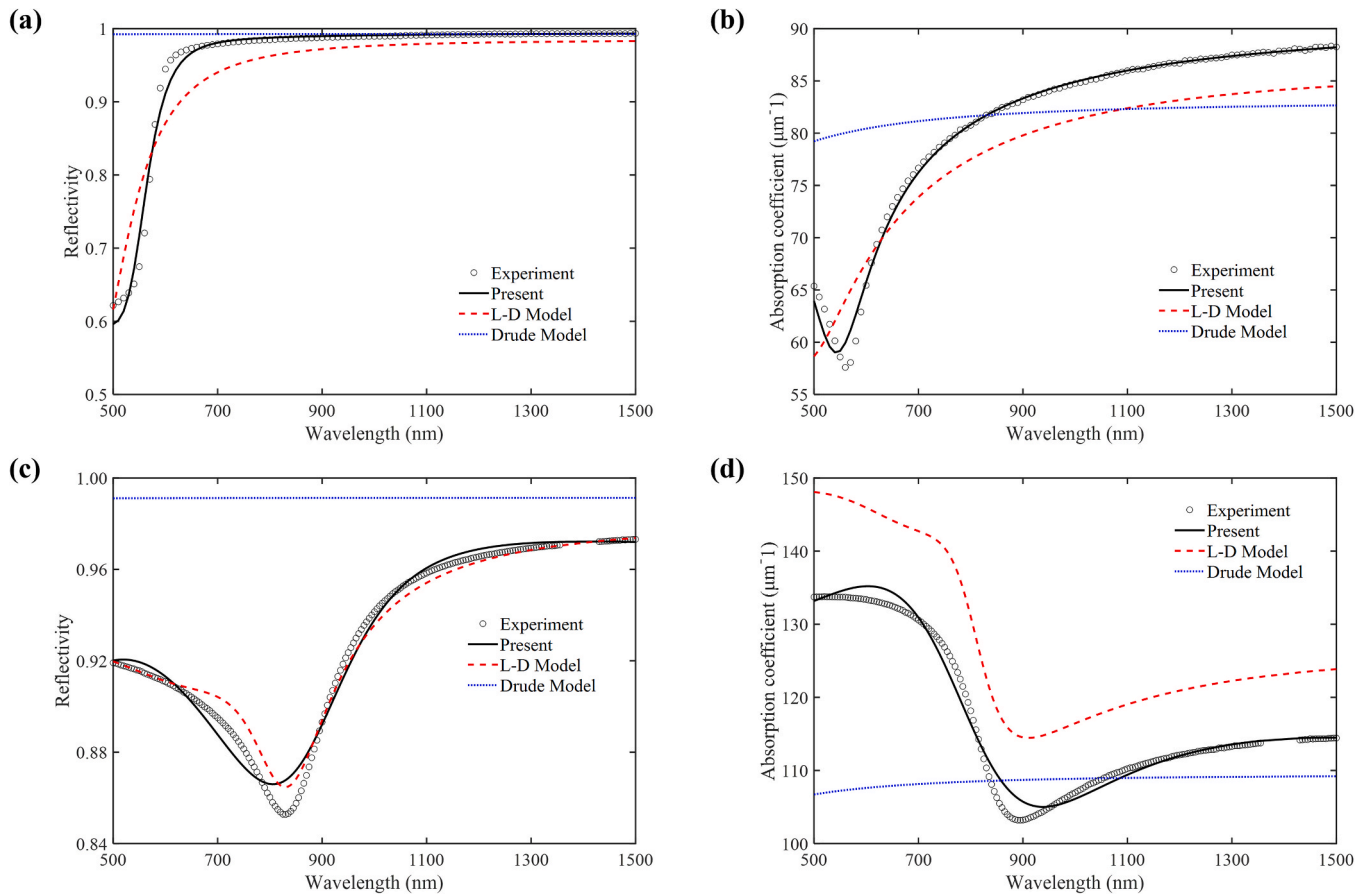 (a)
1
0.9
0.8
0.7
0.6
0.5
Reflectivity
Experiment
Present
L-D Model
Drude Model
500 700 900 1100 1300 1500
Wavelength (nm)
(b)
90
85
80
75
70
65
60
55
Absorption coefficient (μm⁻1)
Experiment
Present
L-D Model
Drude Model
500 700 900 1100 1300 1500
Wavelength (nm)
(c)
1.00
0.96
0.92
0.88
0.84
Reflectivity
Experiment
Present
L-D Model
Drude Model
500 700 900 1100 1300 1500
Wavelength (nm)
(d)
150
140
130
120
110
100
Absorption coefficient (μm⁻1)
Experiment
Present
L-D Model
Drude Model
500 700 900 1100 1300 1500
Wavelength (nm)